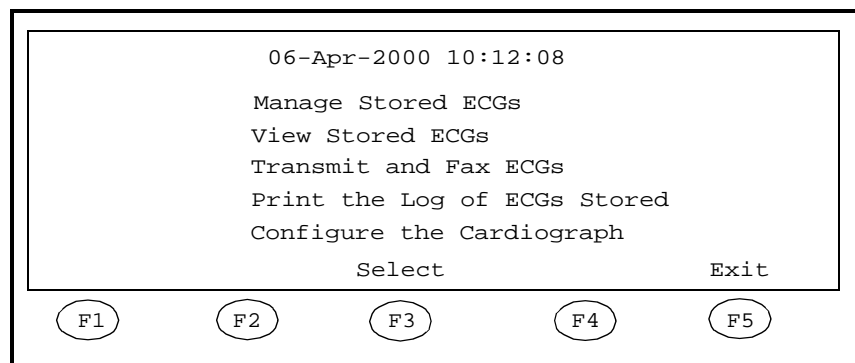 06-Apr-2000 10:12:08
Manage Stored ECGs
View Stored ECGs
Transmit and Fax ECGs
Print the Log of ECGs Stored
Configure the Cardiograph
Select Exit
F1 F2 F3 F4 F5